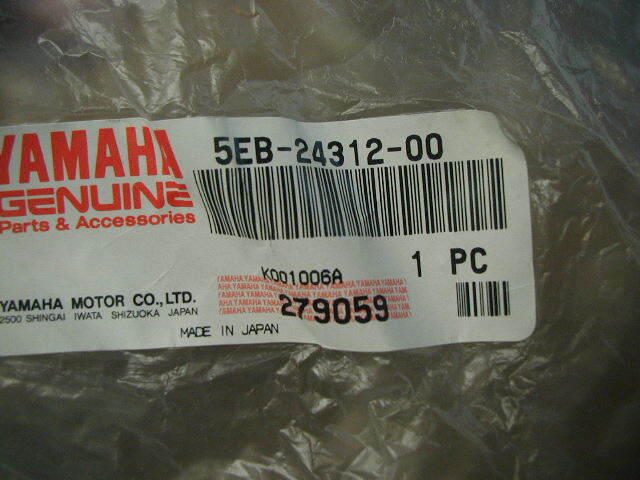 YAMAHA
GENUINE
Parts & Accessories
5EB-24312-00
K001006A
1 PC
279059
YAMAHA MOTOR CO.,LTD.
2500 SHINGAI IWATA SHIZUOKA JAPAN
MADE IN JAPAN